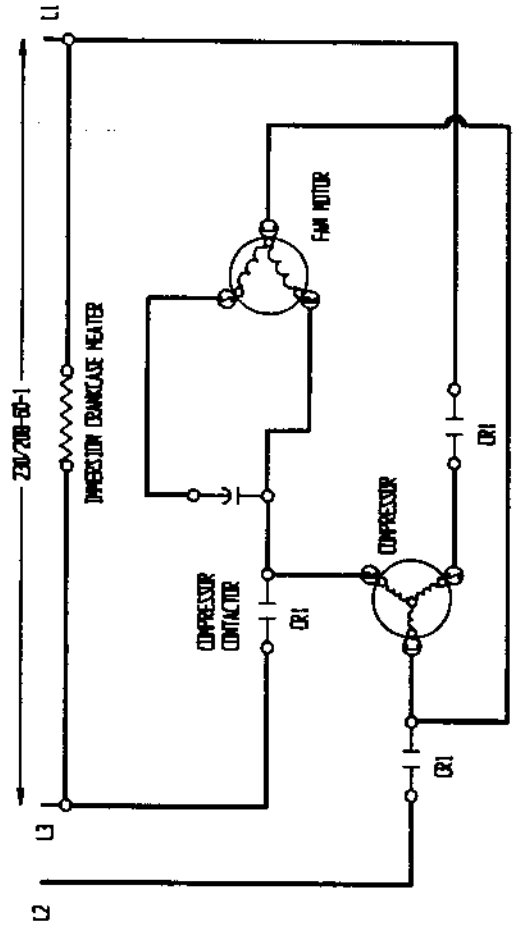 L2
L3
L1
230/208-60-1
IMMERSION CRANKCASE HEATER
COMPRESSOR
CONTACTOR
CR1
FAN MOTOR
COMPRESSOR
CR1
CR1